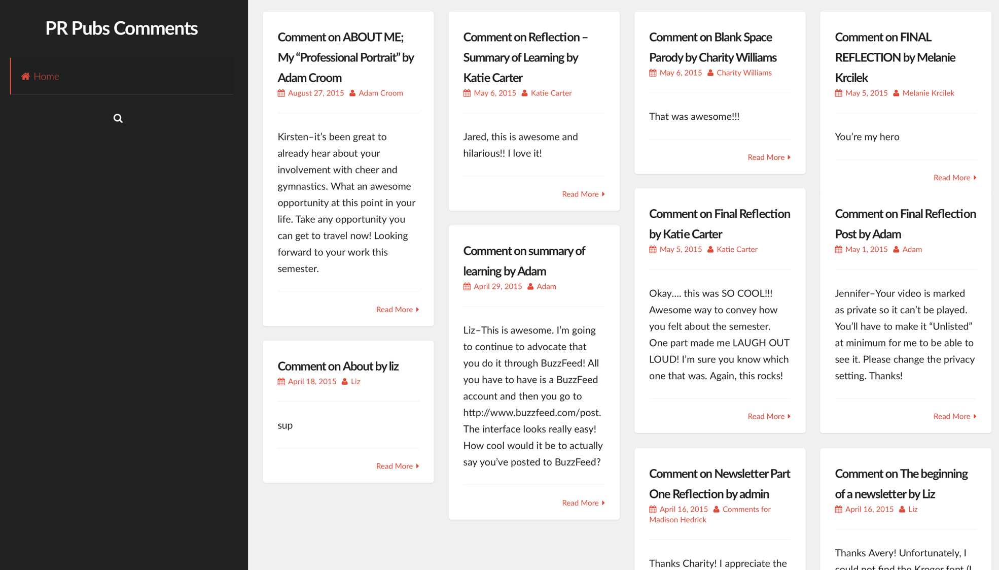 PR Pubs Comments
Home
Comment on ABOUT ME;
My “Professional Portrait” by
Adam Croom
August 27, 2015 Adam Croom
Kirsten–it’s been great to
already hear about your
involvement with cheer and
gymnastics. What an awesome
opportunity at this point in your
life. Take any opportunity you
can get to travel now! Looking
forward to your work this
semester.
Read More
Comment on About by liz
April 18, 2015 Liz
sup
Read More
Comment on Reflection –
Summary of Learning by
Katie Carter
May 6, 2015 Katie Carter
Jared, this is awesome and
hilarious!! I love it!
Read More
Comment on summary of
learning by Adam
April 29, 2015 Adam
Liz–This is awesome. I’m going
to continue to advocate that
you do it through BuzzFeed! All
you have to have is a BuzzFeed
account and then you go to
http://www.buzzfeed.com/post.
The interface looks really easy!
How cool would it be to actually
say you’ve posted to BuzzFeed?
Read More
Comment on Blank Space
Parody by Charity Williams
May 6, 2015 Charity Williams
That was awesome!!!
Read More
Comment on Final Reflection
by Katie Carter
May 5, 2015 Katie Carter
Okay…. this was SO COOL!!!
Awesome way to convey how
you felt about the semester.
One part made me LAUGH OUT
LOUD! I’m sure you know which
one that was. Again, this rocks!
Read More
Comment on Newsletter Part
One Reflection by admin
April 16, 2015 Comments for
Madison Hedrick
Thanks Charity! I appreciate the
Comment on FINAL
REFLECTION by Melanie
Krcilek
May 5, 2015 Melanie Krcilek
You’re my hero
Read More
Comment on Final Reflection
Post by Adam
May 1, 2015 Adam
Jennifer–Your video is marked
as private so it can’t be played.
You’ll have to make it “Unlisted”
at minimum for me to be able to
see it. Please change the privacy
setting. Thanks!
Read More
Comment on The beginning
of a newsletter by Liz
April 16, 2015 Liz
Thanks Avery! Unfortunately, I
could not find the Kroger font (I